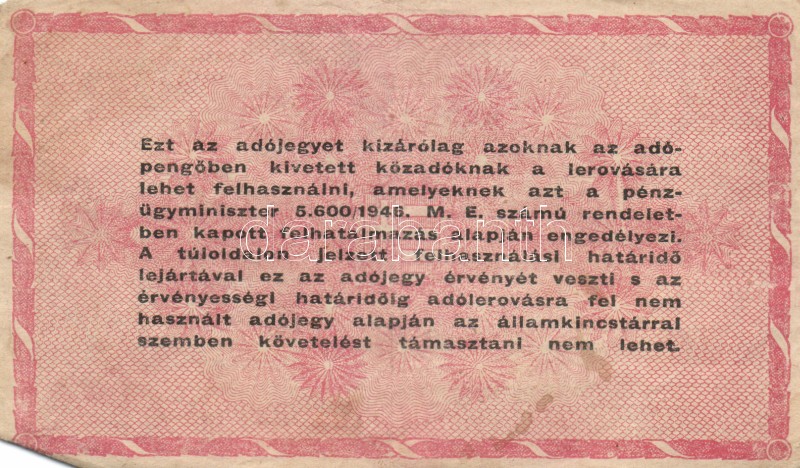 Ezt az adójegyet kizárólag azoknak az adó-
pengőben kivetett közadóknak a lerovására
lehet felhasználni, amelyeknek azt a pénz-
ügyminiszter 5.600/1946. M. E. számú rendelet-
ben kapott felhatalmazás alapján engedélyezi.
A túloldalon jelzett felhasználási határidő
lejártával ez az adójegy érvényét veszti s az
érvényességi határidőig adólerovásra fel nem
használt adójegy alapján az államkincstárral
szemben követelést támasztani nem lehet.
darabanth